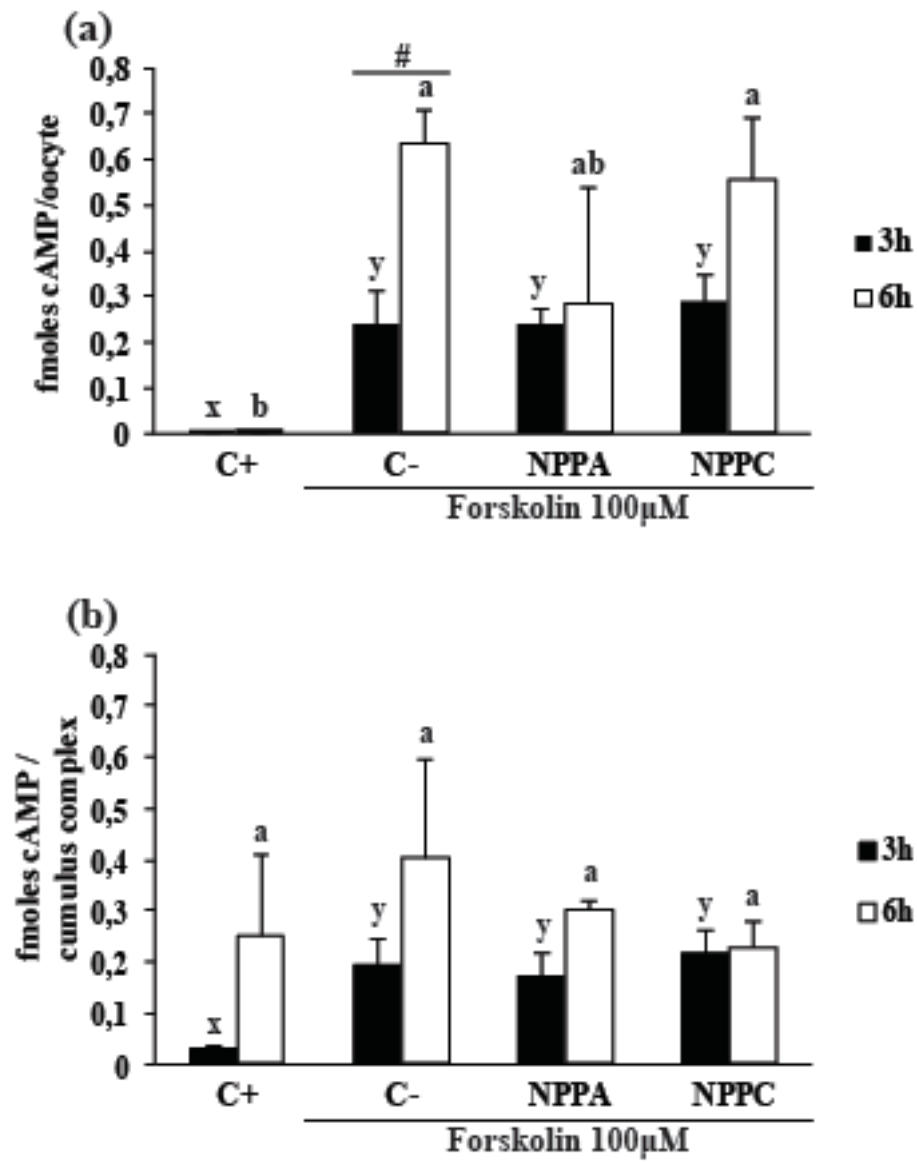 (a)
fmoles cAMP/oocyte
0,8
0,7
0,6
0,5
0,4
0,3
0,2
0,1
0
#
x b
y a
y ab
y a
3h
6h
C+ C- NPPA NPPC
Forskolin 100µM
(b)
fmoles cAMP /
cumulus complex
0,8
0,7
0,6
0,5
0,4
0,3
0,2
0,1
0
x a
y a
y a
y a
3h
6h
C+ C- NPPA NPPC
Forskolin 100µM